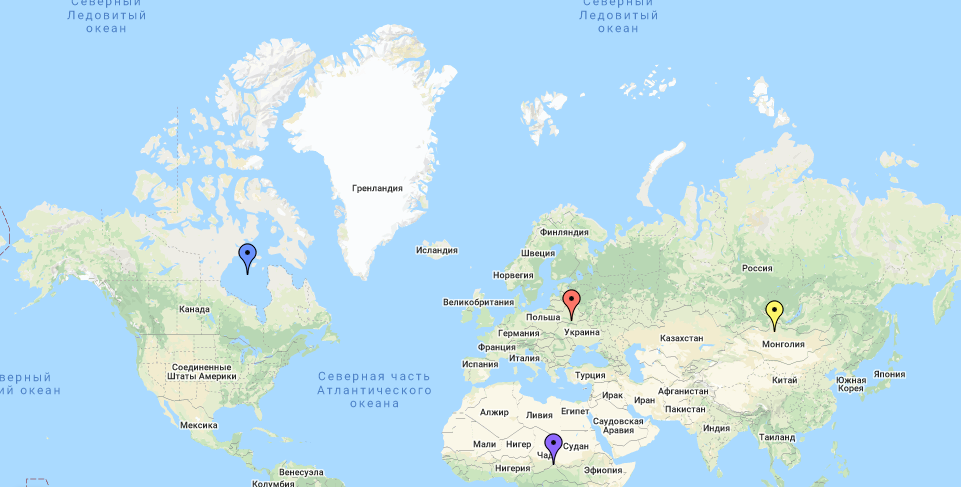 Северный
Ледовитый
океан
Северный
Ледовитый
океан
Гренландия
Финляндия
Исландия
Швеция
Россия
Норвегия
Великобритания
Канада
Польша
Украина
Германия
Казахстан
Монголия
Франция
Италия
Испания
Соединенные
Штаты Америки
Северная часть
Атлантического
океана
верный
ий океан
Турция
Китай
Япония
Южная
Корея
Афганистан
Ирак
Иран
Пакистан
Алжир
Ливия
Египет
Саудовская
Аравия
Мексика
Индия
Таиланд
Мали
Нигер
Чад
Судан
Нигерия
Эфиопия
Венесуэла
Колумбия